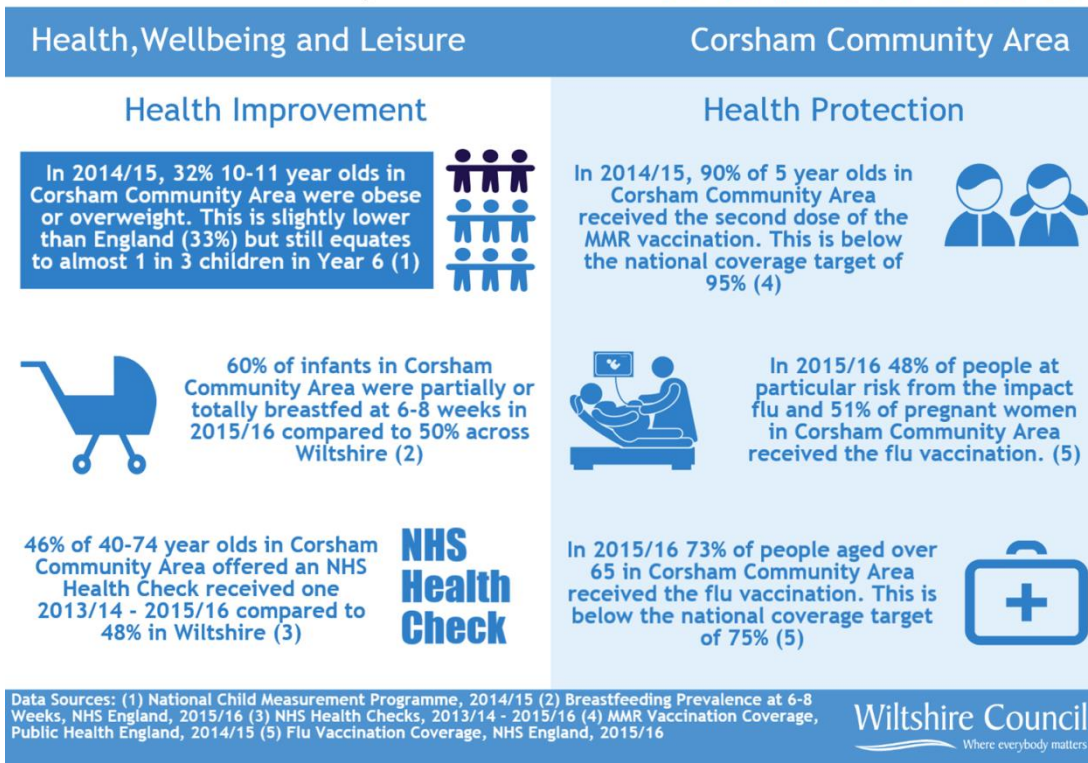 Health,Wellbeing and Leisure
Corsham Community Area
Health Improvement
In 2014/15, 32% 10-11 year olds in
Corsham Community Area were obese
or overweight. This is slightly lower
than England (33%) but still equates
to almost 1 in 3 children in Year 6 (1)
60% of infants in Corsham
Community Area were partially or
totally breastfed at 6-8 weeks in
2015/16 compared to 50% across
Wiltshire (2)
46% of 40-74 year olds in Corsham
Community Area offered an NHS
Health Check received one
2013/14 - 2015/16 compared to
48% in Wiltshire (3)
NHS
Health
Check
Health Protection
In 2014/15, 90% of 5 year olds in
Corsham Community Area
received the second dose of the
MMR vaccination. This is below
the national coverage target of
95% (4)
In 2015/16 48% of people at
particular risk from the impact
flu and 51% of pregnant women
in Corsham Community Area
received the flu vaccination. (5)
In 2015/16 73% of people aged over
65 in Corsham Community Area
received the flu vaccination. This is
below the national coverage target
of 75% (5)
Data Sources: (1) National Child Measurement Programme, 2014/15 (2) Breastfeeding Prevalence at 6-8
Weeks, NHS England, 2015/16 (3) NHS Health Checks, 2013/14 - 2015/16 (4) MMR Vaccination Coverage,
Public Health England, 2014/15 (5) Flu Vaccination Coverage, NHS England, 2015/16
Wiltshire Council
Where everybody matters